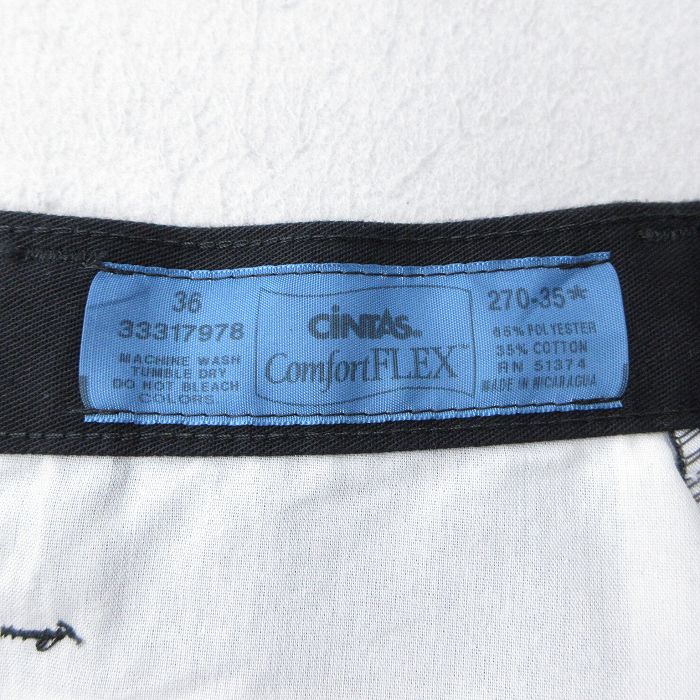 36
33317978
MACHINE WASH
TUMBLE DRY
DO NOT BLEACH
COLORS
CiNTAS®
ComfortFLEX™
270-35*
65% POLYESTER
35% COTTON
RN 51374
MADE IN NICARAGUA